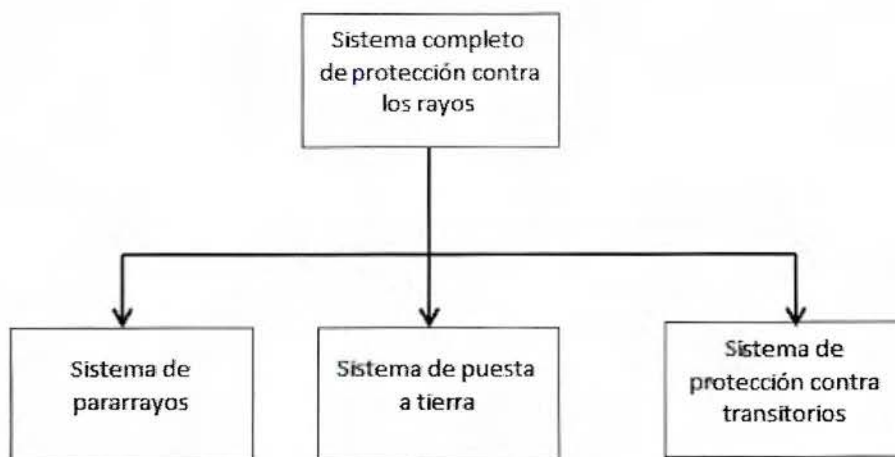 Sistema completo
de protección contra
los rayos
Sistema de
pararrayos
Sistema de puesta
a tierra
Sistema de
protección contra
transitorios